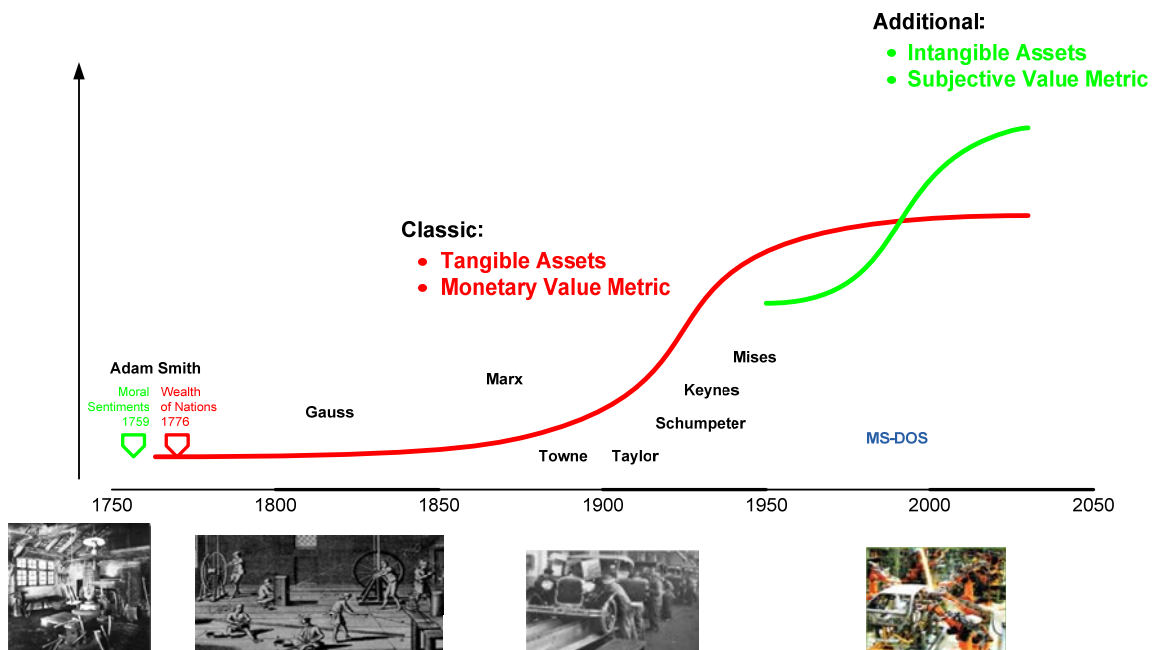 Additional:
• Intangible Assets
• Subjective Value Metric
Classic:
• Tangible Assets
• Monetary Value Metric
Adam Smith
Moral
Sentiments
1759
Wealth
of Nations
1776
Gauss
Marx
Towne
Taylor
Schumpeter
Keynes
Mises
MS-DOS
1750 1800 1850 1900 1950 2000 2050